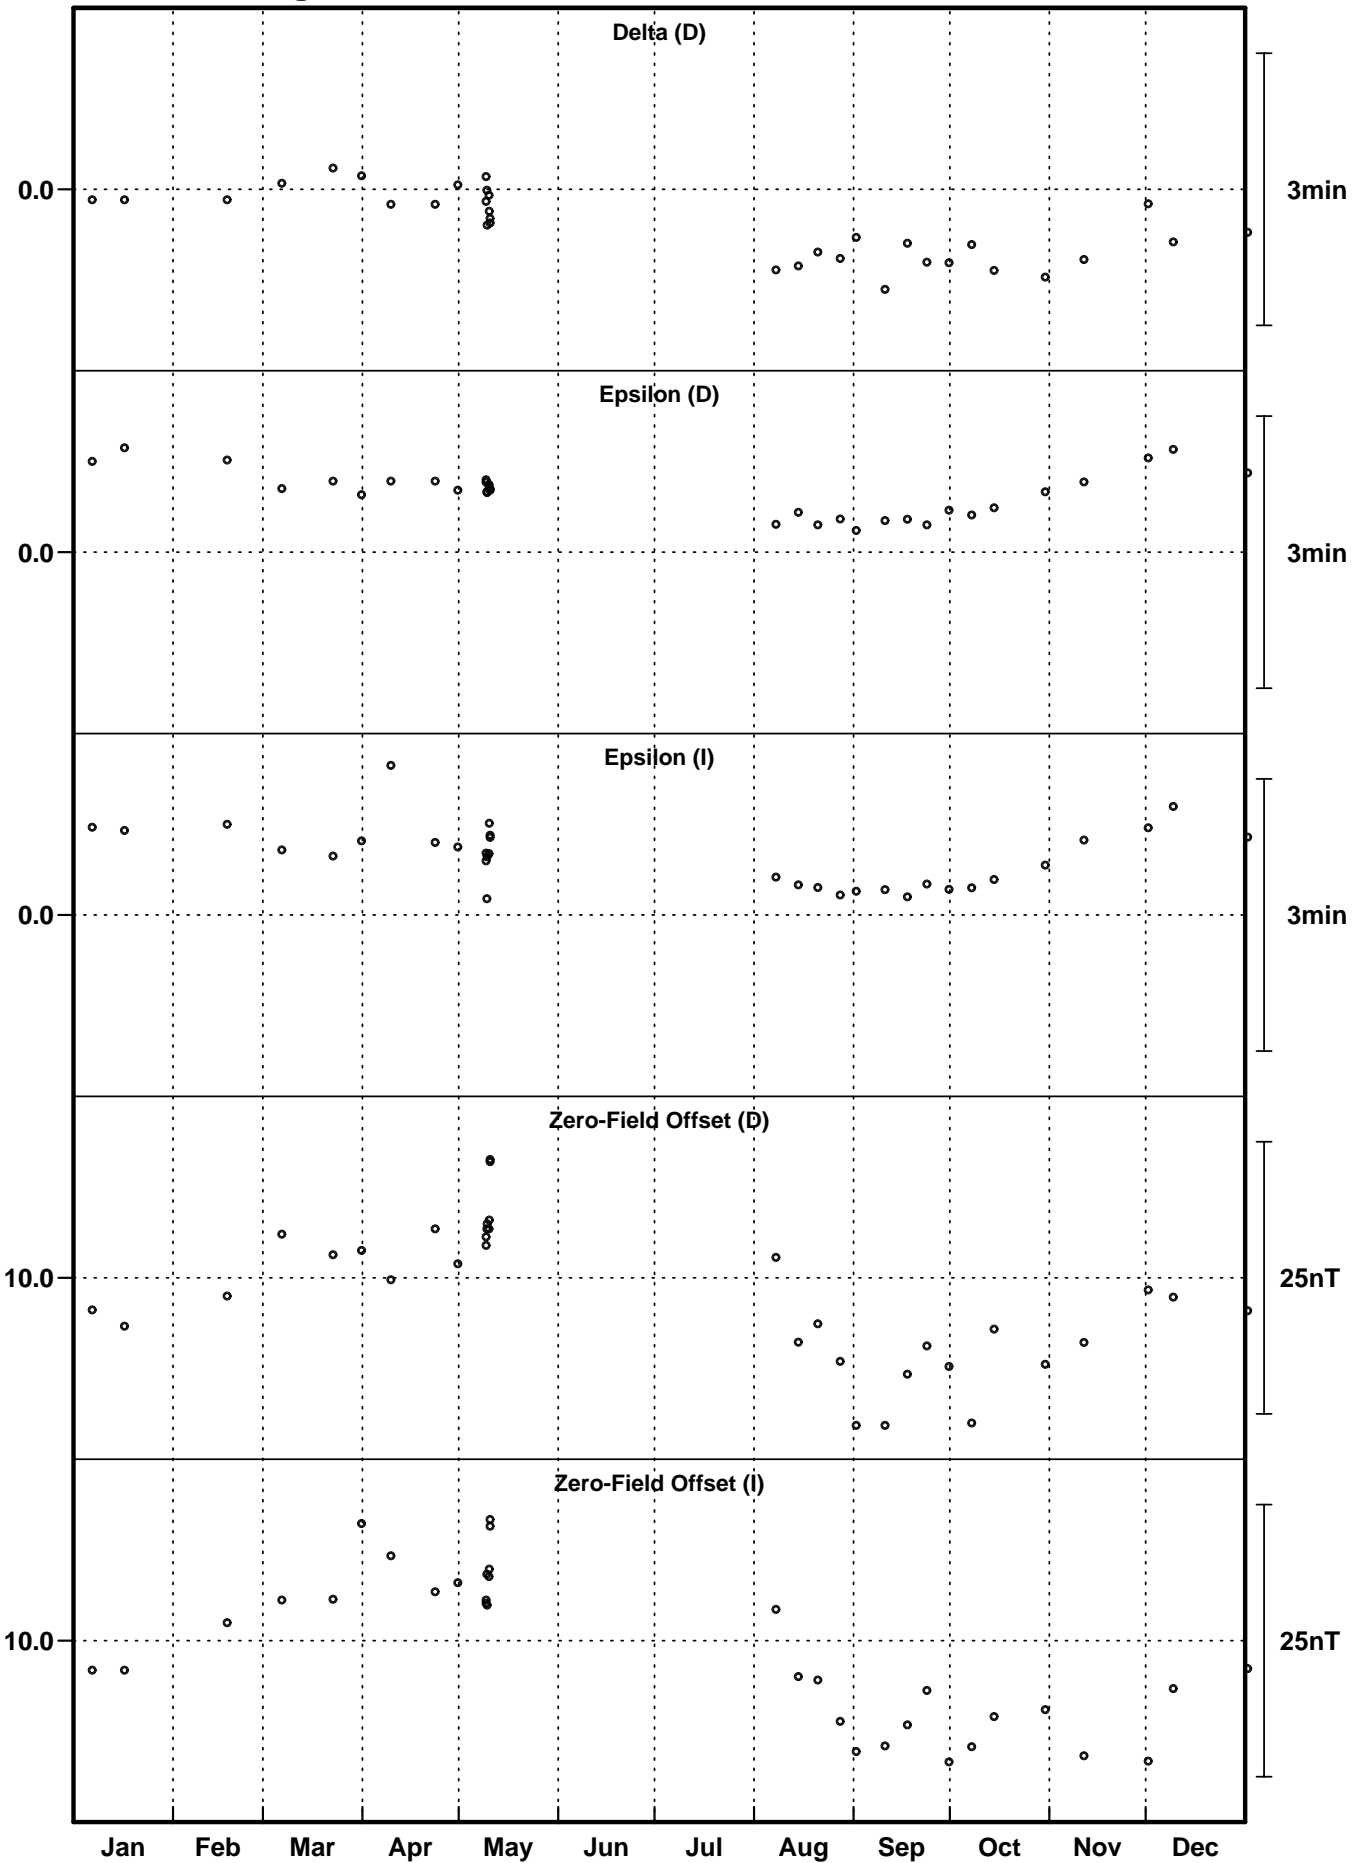 Delta (D)
0.0
3min
Epsilon (D)
0.0
3min
Epsilon (I)
0.0
3min
Zero-Field Offset (D)
10.0
25nT
Zero-Field Offset (I)
10.0
25nT
Jan Feb Mar Apr May Jun Jul Aug Sep Oct Nov Dec